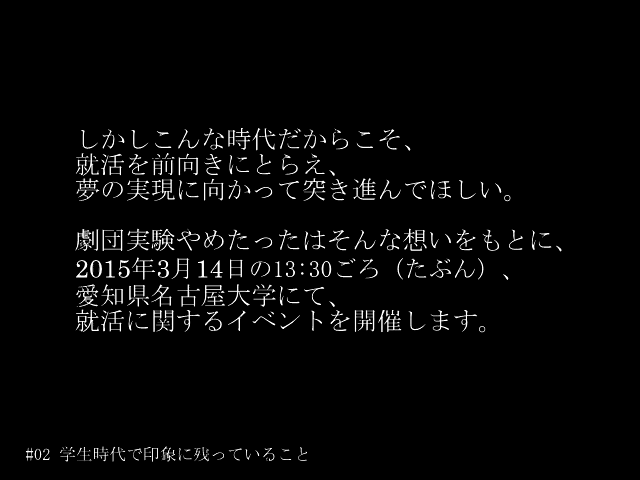 しかしこんな時代だからこそ、
就活を前向きにとらえ、
夢の実現に向かって突き進んでほしい。
劇団実験やめたったはそんな想いをもとに、
2015年3月14日の13:30ごろ（たぶん）、
愛知県名古屋大学にて、
就活に関するイベントを開催します。
#02 学生時代で印象に残っていること